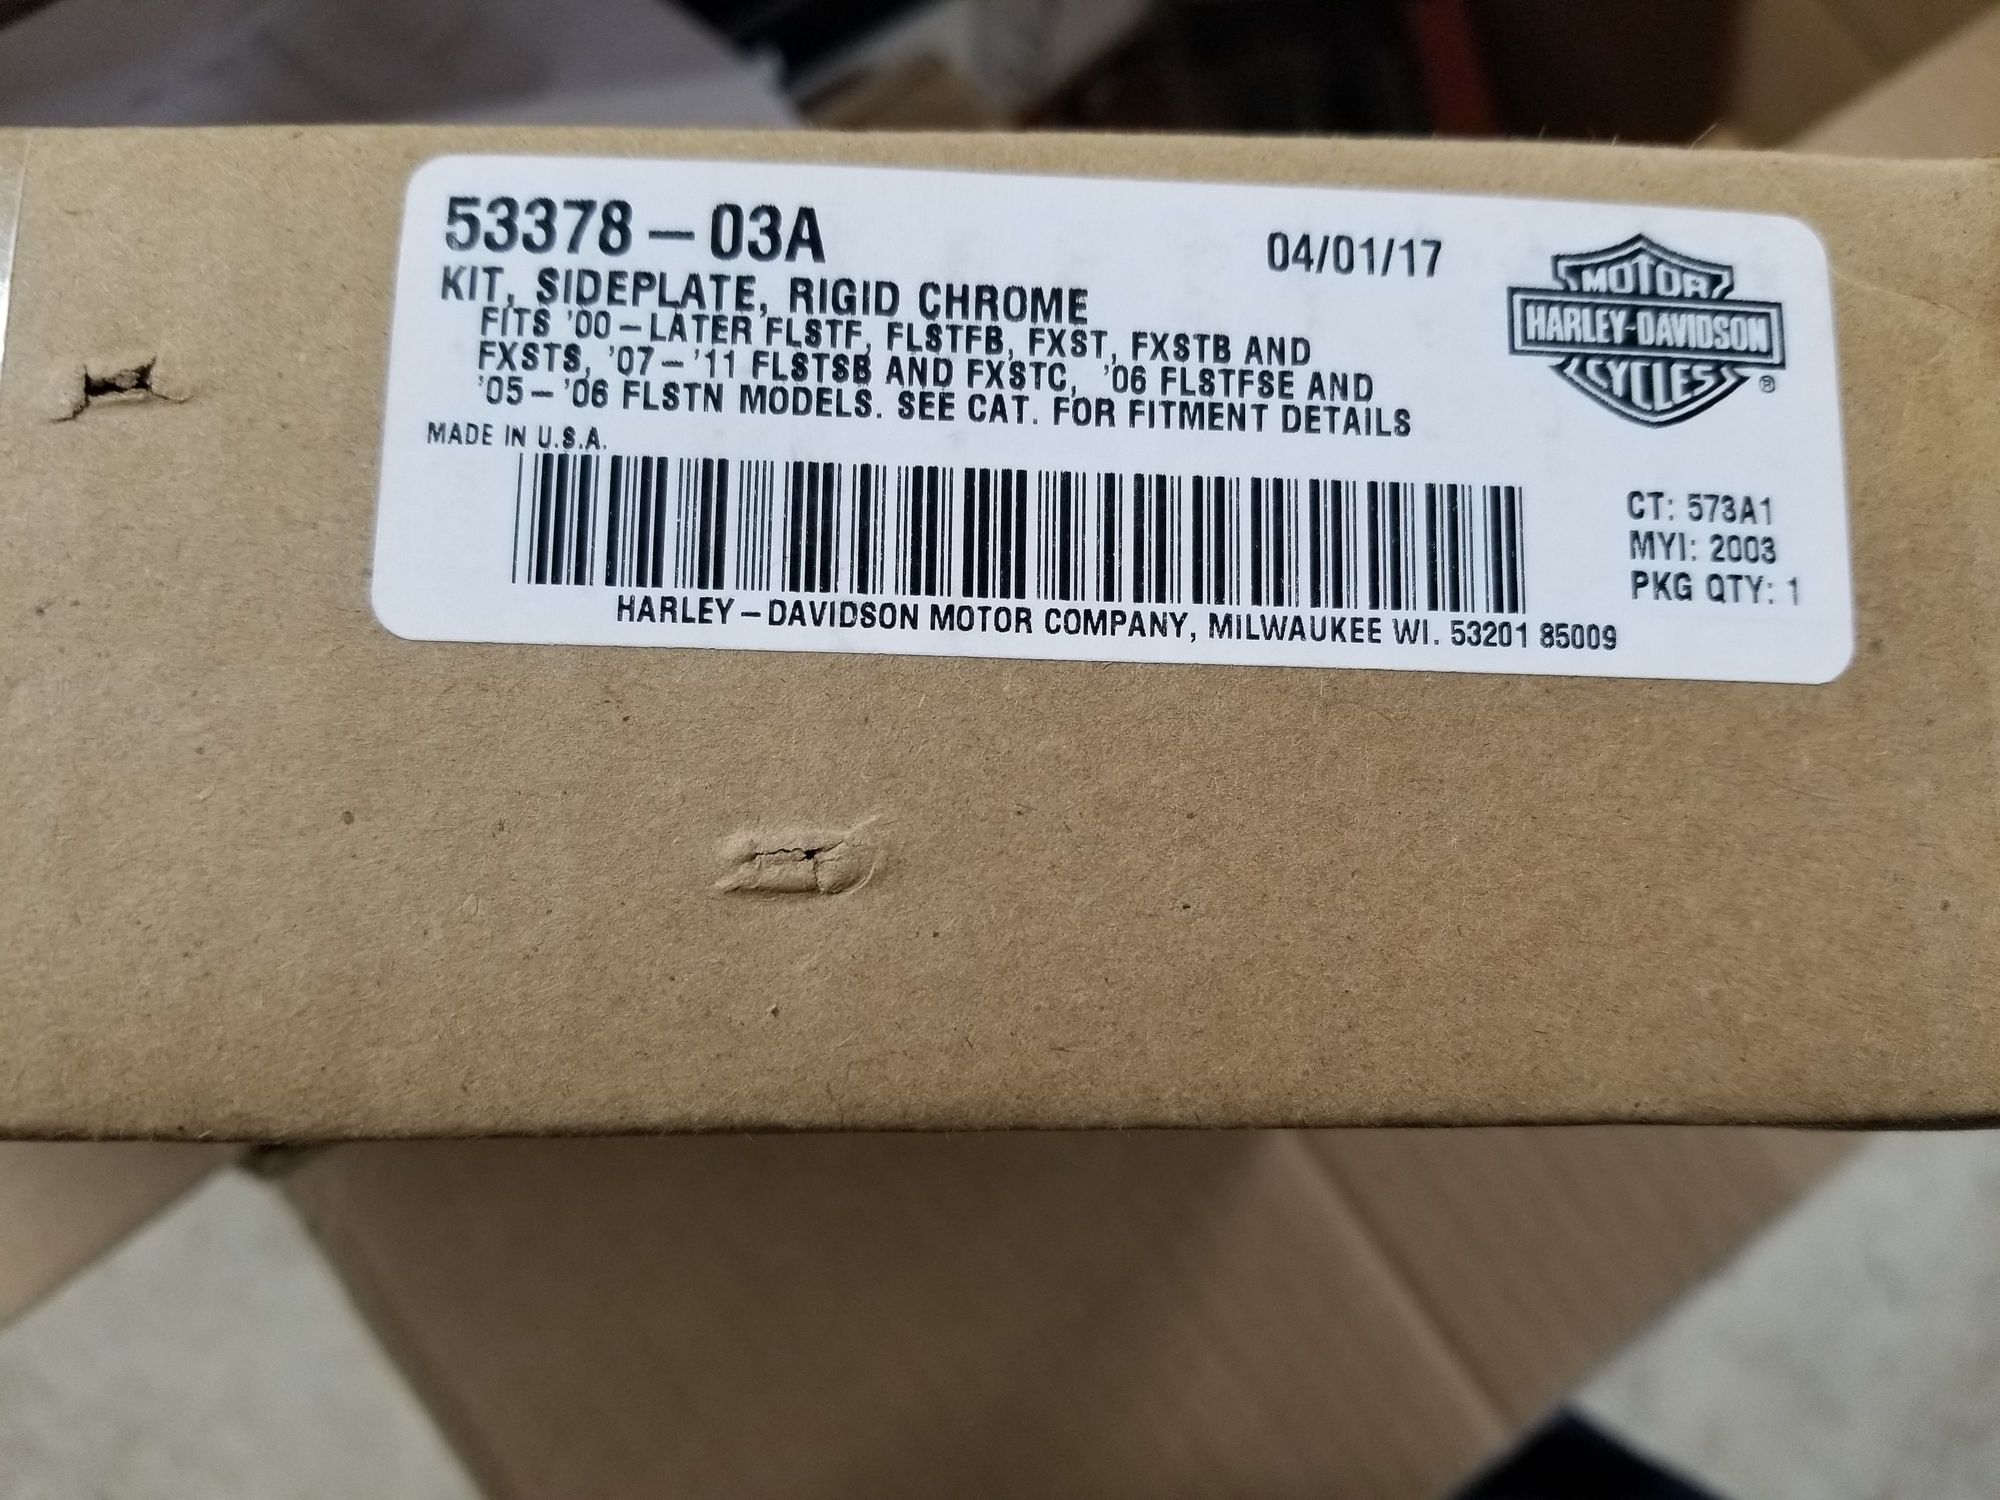 53378-03A
04/01/17
KIT, SIDEPLATE, RIGID CHROME
FITS '00-LATER FLSTF, FLSTFB, FXST, FXSTB AND
FXSTS, '07-'11 FLSTSB AND FXSTC, '06 FLSTFSE AND
'05-'06 FLSTN MODELS. SEE CAT. FOR FITMENT DETAILS
MADE IN U.S.A.
MOTOR
HARLEY-DAVIDSON
CYCLES ®
CT: 573A1
MYI: 2003
PKG QTY: 1
HARLEY-DAVIDSON MOTOR COMPANY, MILWAUKEE WI. 53201 85009